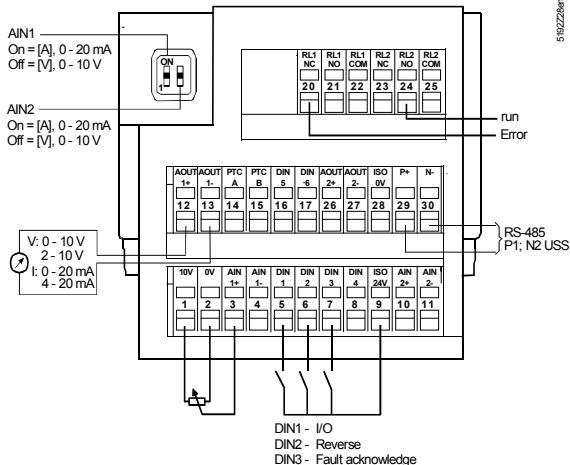 5192Z28en
AIN1
On = [A], 0 - 20 mA
Off = [V], 0 - 10 V
ON
1
AIN2
On = [A], 0 - 20 mA
Off = [V], 0 - 10 V
RL1 NC RL1 NO RL1 COM RL2 NC RL2 NO RL2 COM
20 21 22 23 24 25
run
Error
AOUT 1+ AOUT 1- PTC A PTC B DIN 5 DIN -6 AOUT 2+ AOUT 2- ISO 0V P+ N-
12 13 14 15 16 17 26 27 28 29 30
V: 0 - 10 V
2 - 10 V
I: 0 - 20 mA
4 - 20 mA
RS-485
P1; N2 USS
10V 0V AIN 1+ AIN 1- DIN 1 DIN 2 DIN 3 DIN 4 ISO 24V AIN 2+ AIN 2-
1 2 3 4 5 6 7 8 9 10 11
DIN1 - I/O
DIN2 - Reverse
DIN3 - Fault acknowledge